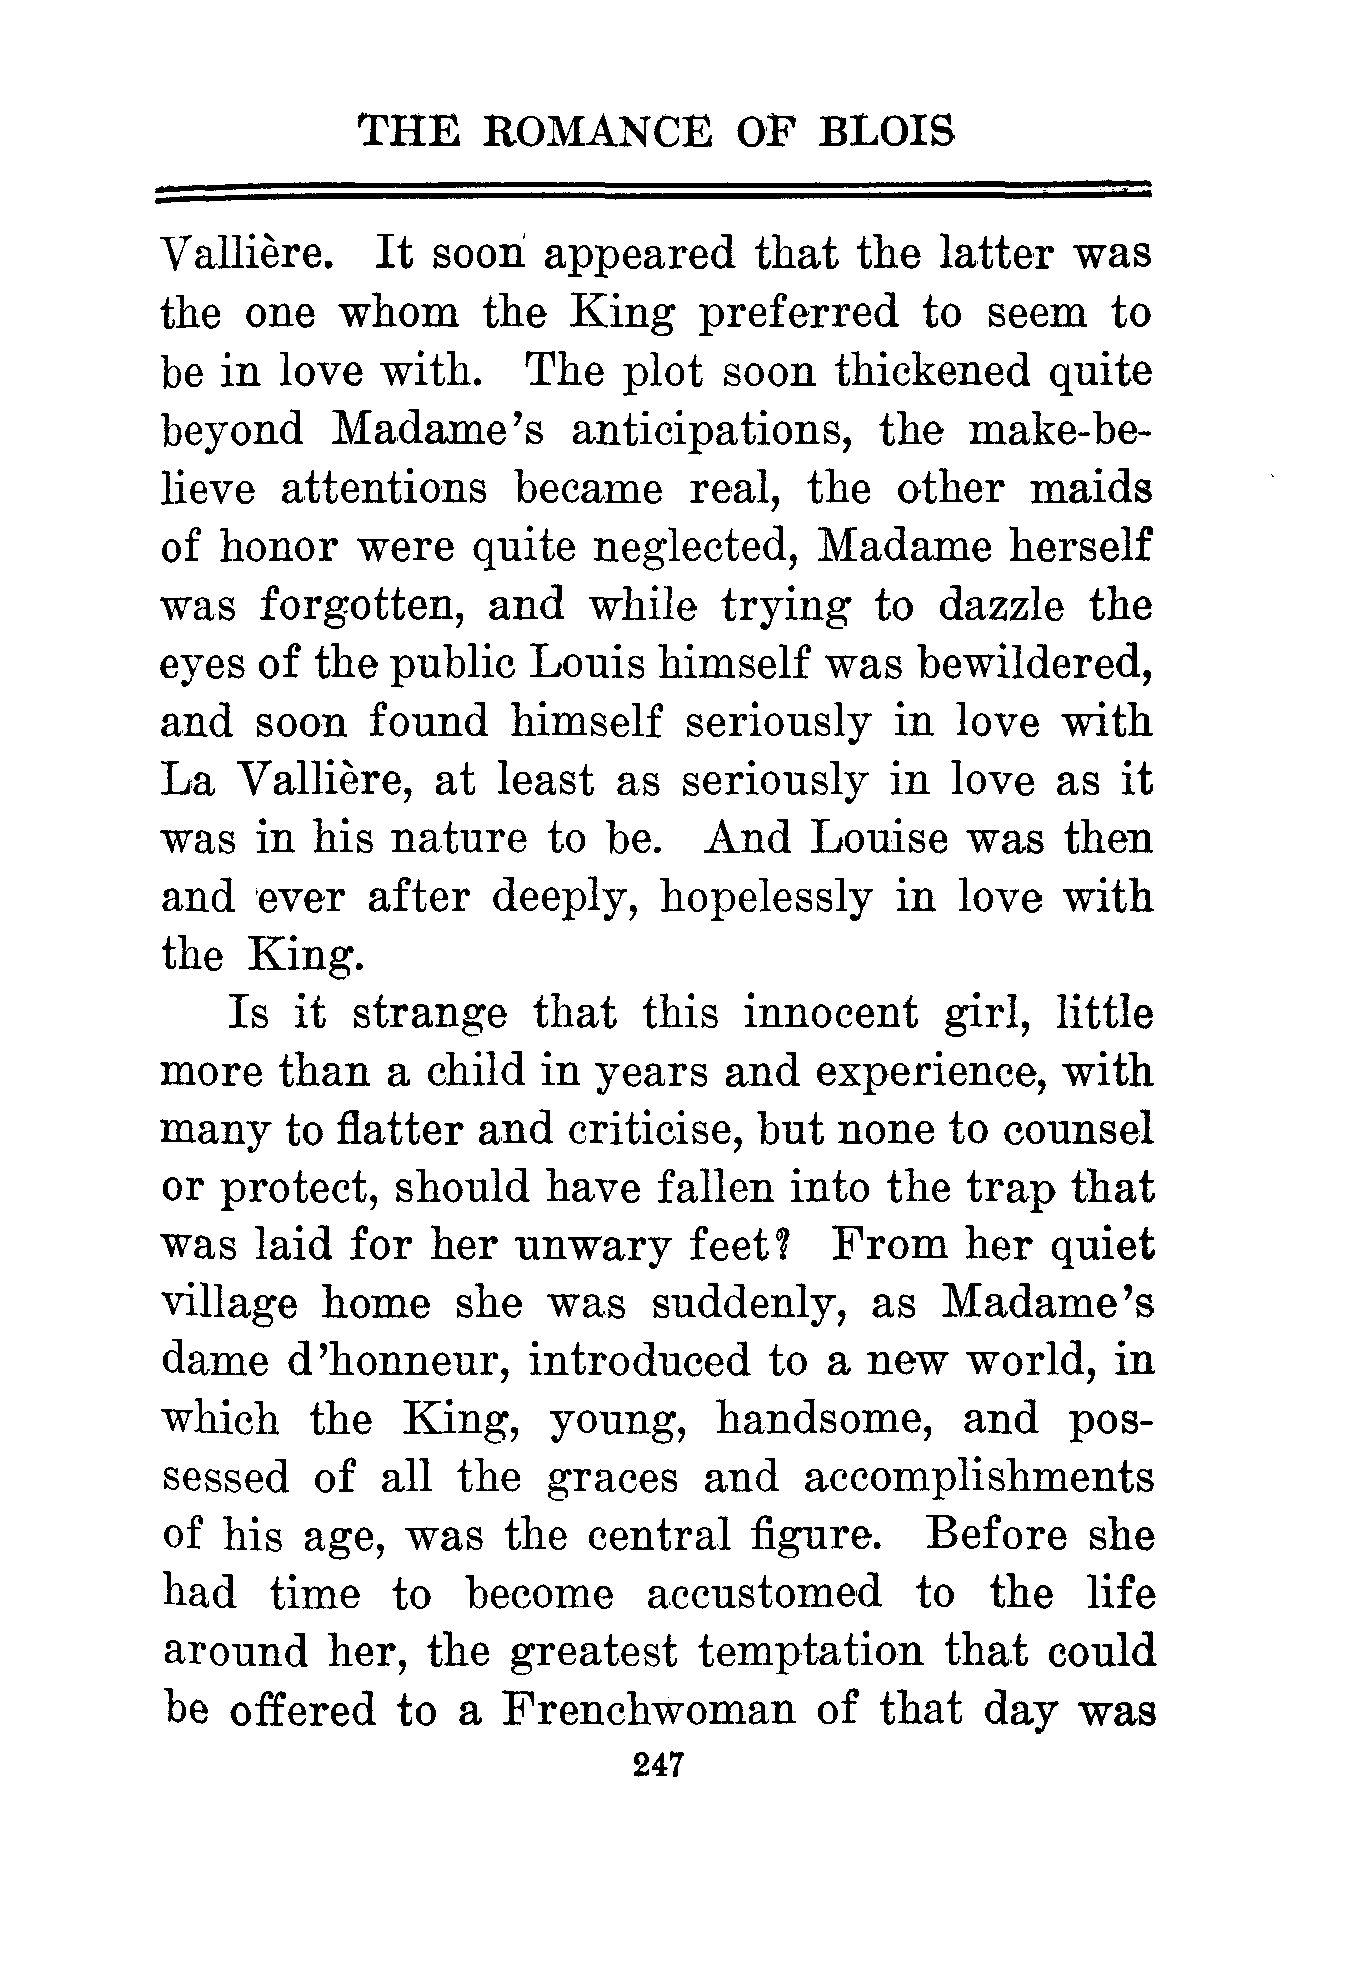 THE ROMANCE OF BLOIS
Vallière. It soon appeared that the latter was
the one whom the King preferred to seem to
be in love with. The plot soon thickened quite
beyond Madame's anticipations, the make-be-
lieve attentions became real, the other maids
of honor were quite neglected, Madame herself
was forgotten, and while trying to dazzle the
eyes of the public Louis himself was bewildered,
and soon found himself seriously in love with
La Vallière, at least as seriously in love as it
was in his nature to be. And Louise was then
and ever after deeply, hopelessly in love with
the King.
Is it strange that this innocent girl, little
more than a child in years and experience, with
many to flatter and criticise, but none to counsel
or protect, should have fallen into the trap that
was laid for her unwary feet? From her quiet
village home she was suddenly, as Madame's
dame d'honneur, introduced to a new world, in
which the King, young, handsome, and pos-
sessed of all the graces and accomplishments
of his age, was the central figure. Before she
had time to become accustomed to the life
around her, the greatest temptation that could
be offered to a Frenchwoman of that day was
247